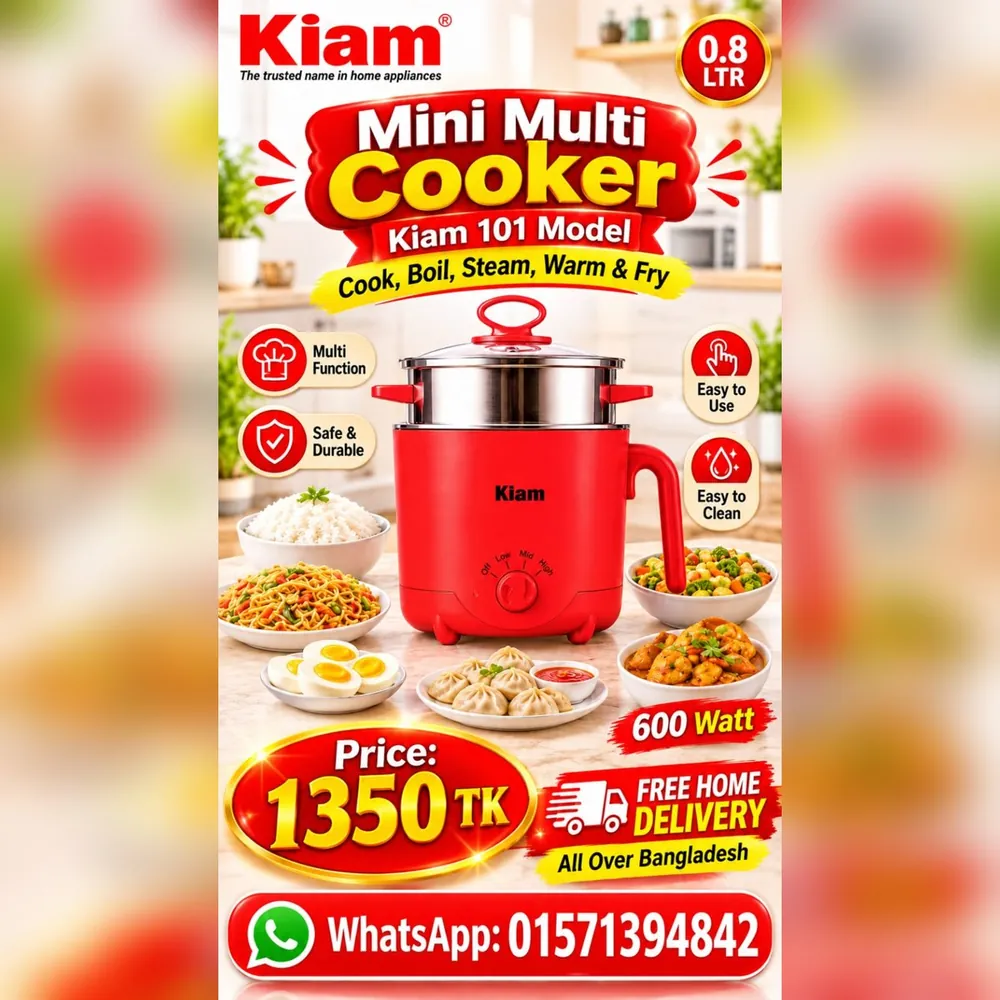 Kiam®
The trusted name in home appliances
0.8
LTR
Mini Multi
Cooker
Kiam 101 Model
Cook, Boil, Steam, Warm & Fry
Multi
Function
Safe &
Durable
Easy to
Use
Easy to
Clean
Kiam
Off Low Mid High
600 Watt
Price:
1350 TK
FREE HOME
DELIVERY
All Over Bangladesh
WhatsApp: 01571394842